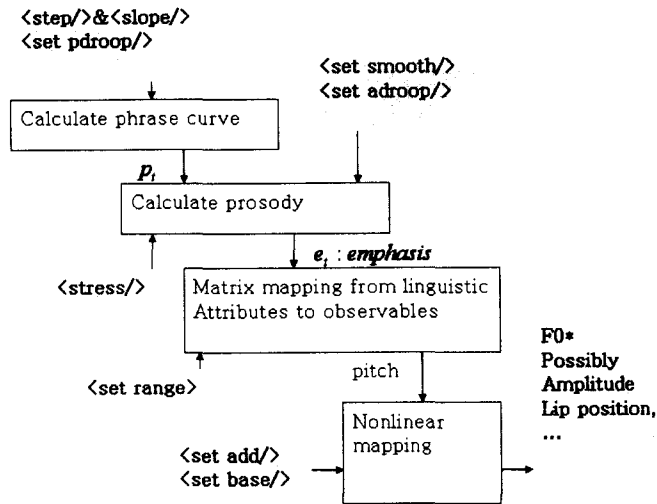 <step/>&<slope/>
<set pdroop/>
<set smooth/>
<set adroop/>
Calculate phrase curve
p_t
Calculate prosody
e_t : emphasis
<stress/>
Matrix mapping from linguistic
Attributes to observables
<set range>
pitch
F0*
Possibly
Amplitude
Lip position,
...
Nonlinear
mapping
<set add/>
<set base/>